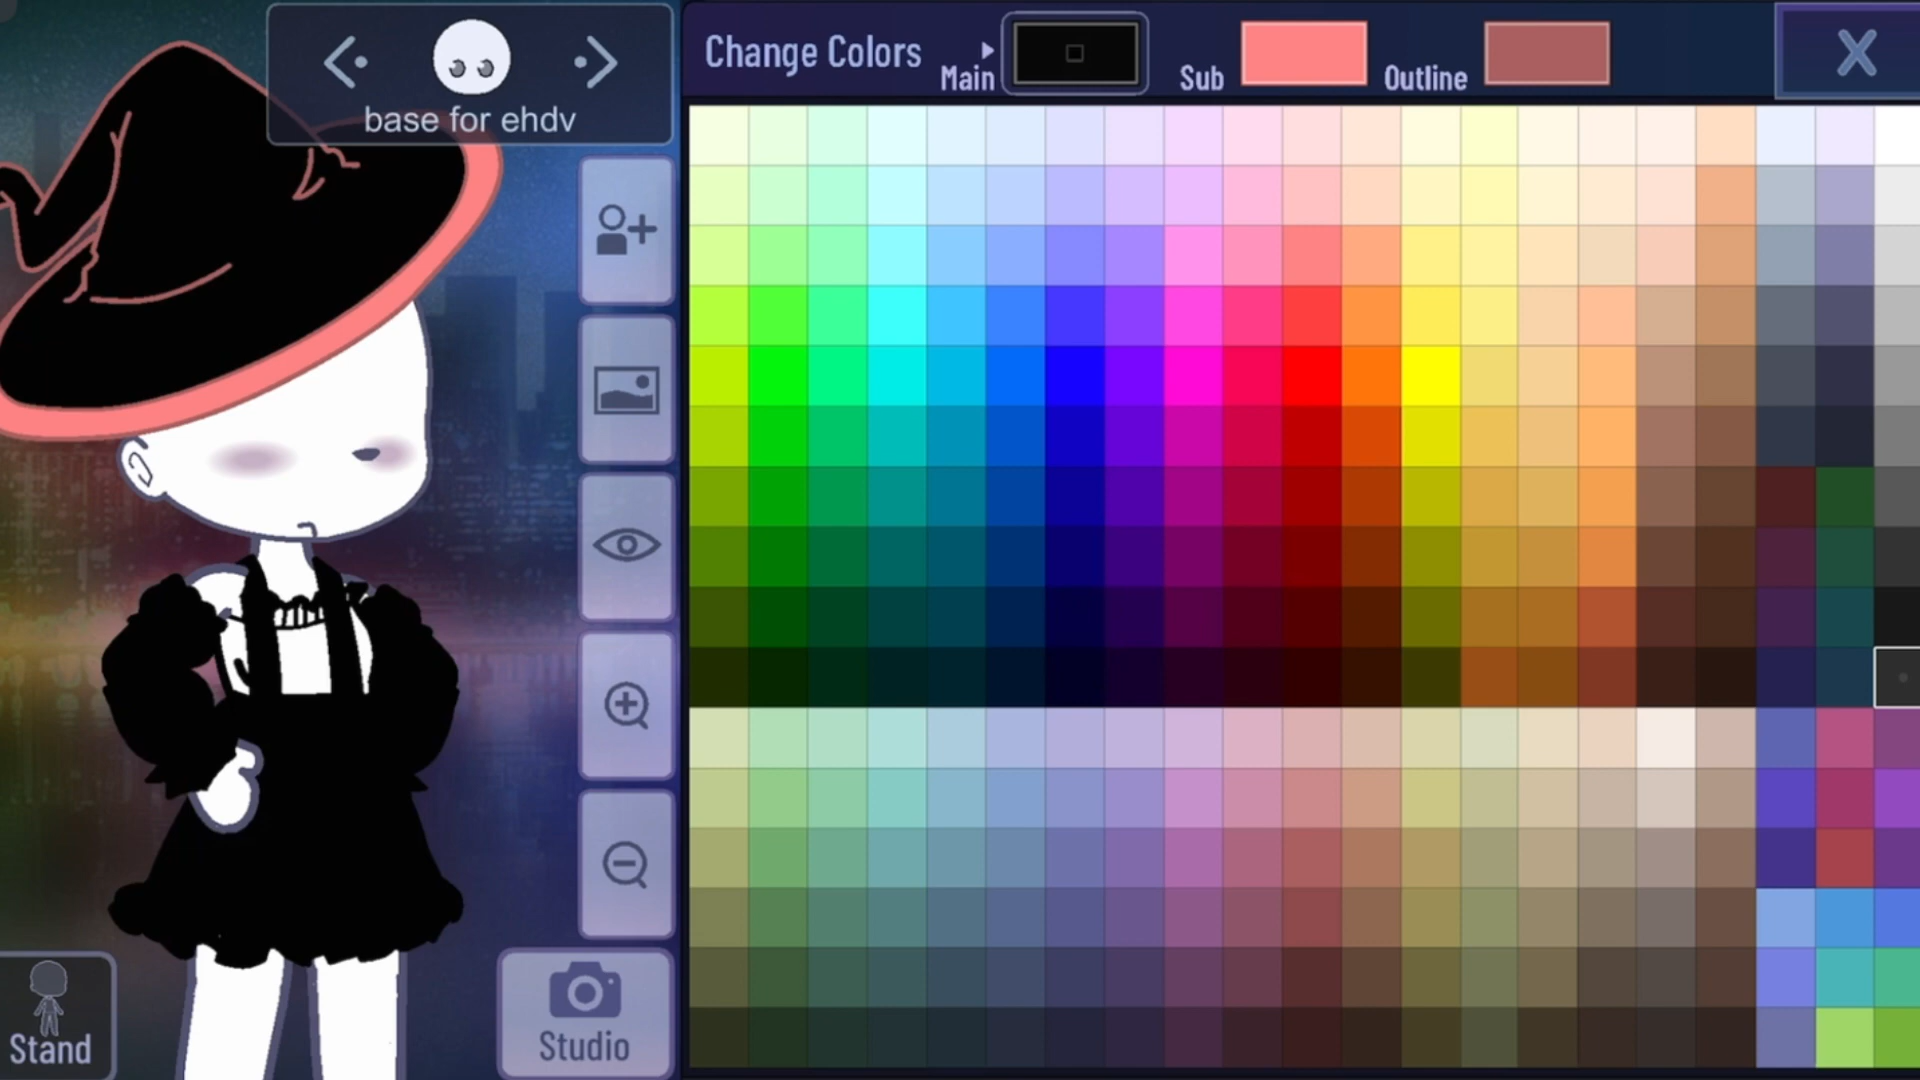 base for ehdv
Change Colors
Main
Sub
Outline
X
Stand
Studio